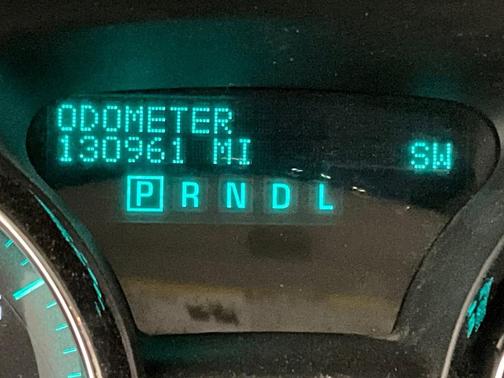 ODOMETER
130961 MI SW
P R N D L